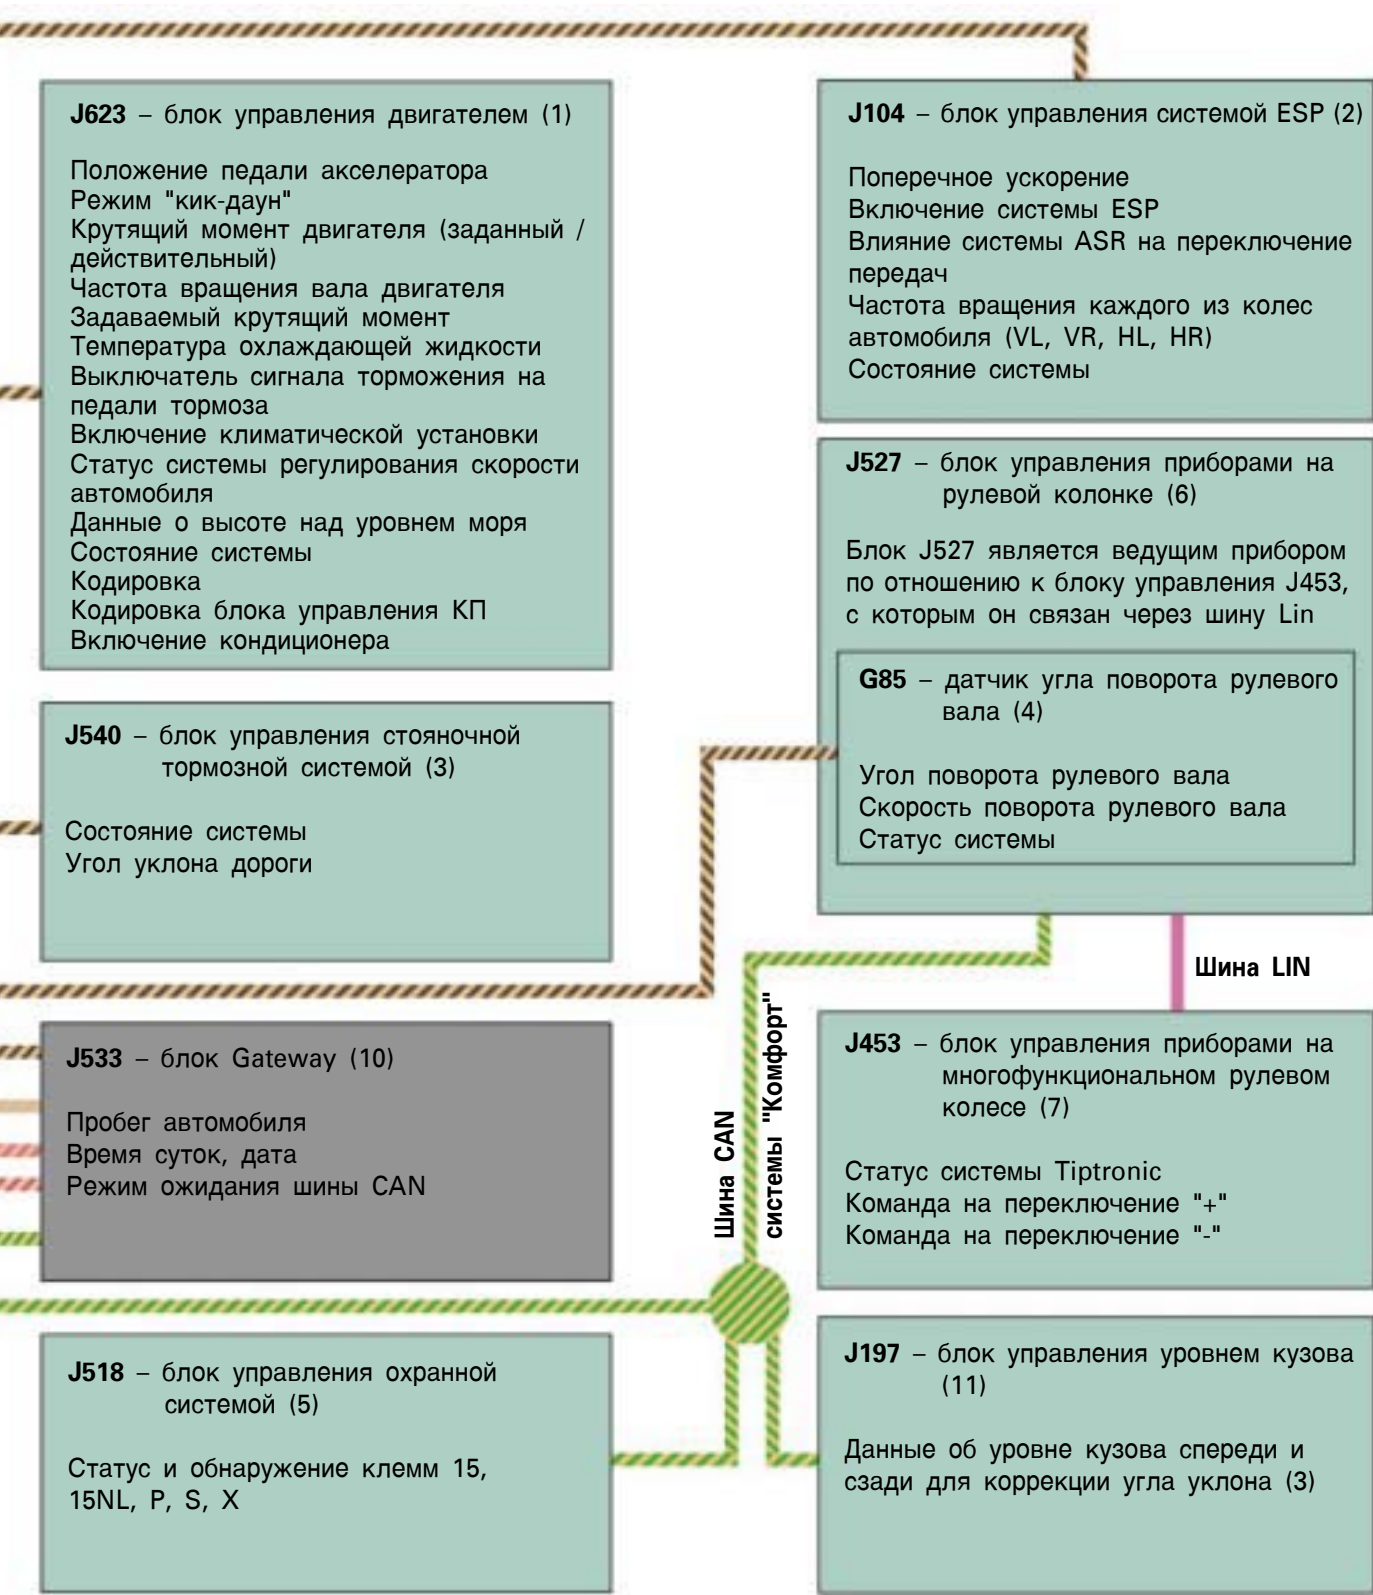 J623 – блок управления двигателем (1)
Положение педали акселератора
Режим "кик-даун"
Крутящий момент двигателя (заданный /
действительный)
Частота вращения вала двигателя
Задаваемый крутящий момент
Температура охлаждающей жидкости
Выключатель сигнала торможения на
педали тормоза
Включение климатической установки
Статус системы регулирования скорости
автомобиля
Данные о высоте над уровнем моря
Состояние системы
Кодировка
Кодировка блока управления КП
Включение кондиционера
J540 – блок управления стояночной
тормозной системой (3)
Состояние системы
Угол уклона дороги
J533 – блок Gateway (10)
Пробег автомобиля
Время суток, дата
Режим ожидания шины CAN
J518 – блок управления охранной
системой (5)
Статус и обнаружение клемм 15,
15NL, P, S, X
J104 – блок управления системой ESP (2)
Поперечное ускорение
Включение системы ESP
Влияние системы ASR на переключение
передач
Частота вращения каждого из колес
автомобиля (VL, VR, HL, HR)
Состояние системы
J527 – блок управления приборами на
рулевой колонке (6)
Блок J527 является ведущим прибором
по отношению к блоку управления J453,
с которым он связан через шину Lin
G85 – датчик угла поворота рулевого
вала (4)
Угол поворота рулевого вала
Скорость поворота рулевого вала
Статус системы
Шина LIN
Шина CAN
системы "Комфорт"
J453 – блок управления приборами на
многофункциональном рулевом
колесе (7)
Статус системы Tiptronic
Команда на переключение "+"
Команда на переключение "-"
J197 – блок управления уровнем кузова
(11)
Данные об уровне кузова спереди и
сзади для коррекции угла уклона (3)